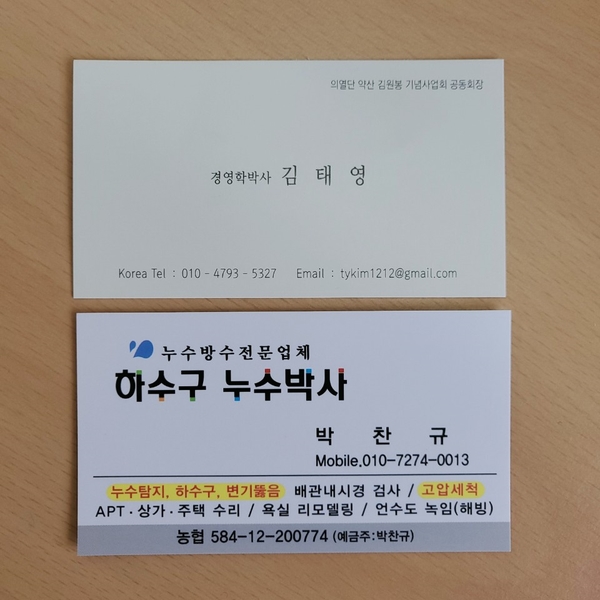 의열단 약산 김원봉 기념사업회 공동회장
경영학박사 김 태 영
Korea Tel : 010 - 4793 - 5327 Email : tykim1212@gmail.com
누수방수전문업체
하수구 누수박사
박 찬 규
Mobile.010-7274-0013
누수탐지, 하수구, 변기뚫음 배관내시경 검사 / 고압세척
APT · 상가 · 주택 수리 / 욕실 리모델링 / 언수도 녹임(해빙)
농협 584-12-200774 (예금주:박찬규)